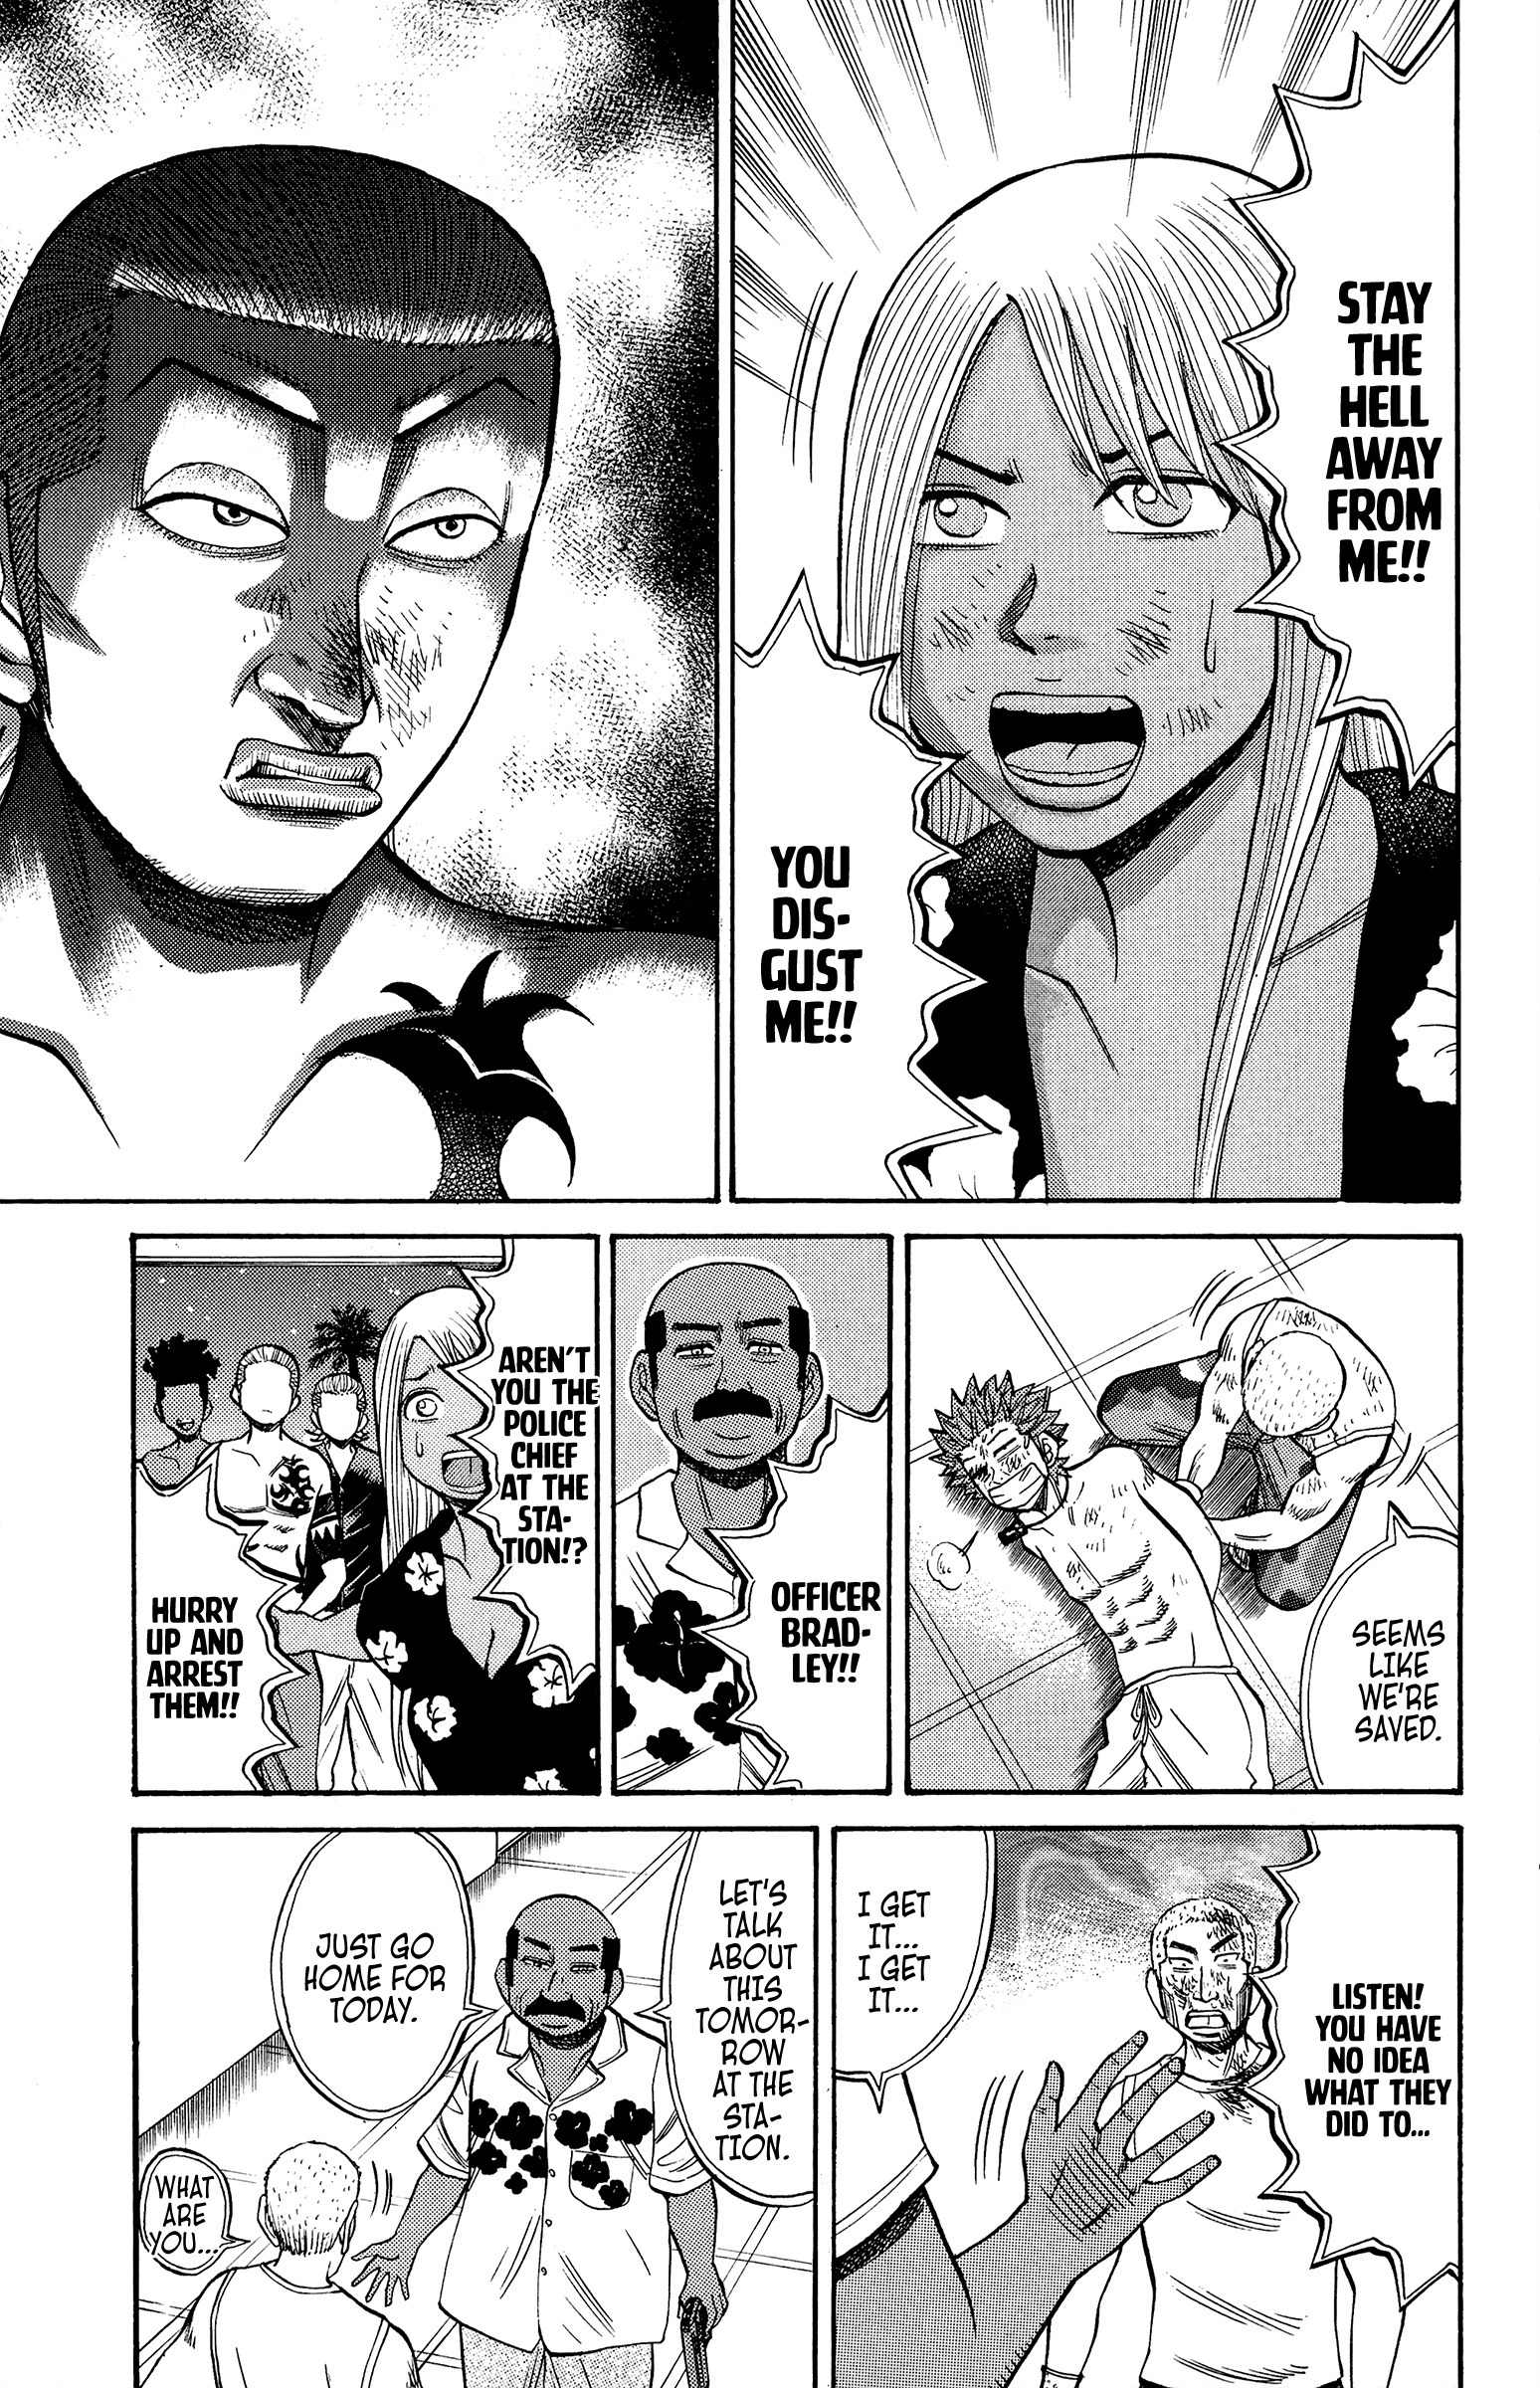 STAY
THE
HELL
AWAY
FROM
ME!!
YOU
DIS-
GUST
ME!!
SEEMS
LIKE
WE'RE
SAVED.
OFFICER
BRAD-
LEY!!
AREN'T
YOU THE
POLICE
CHIEF
AT THE
STA-
TION!?
HURRY
UP AND
ARREST
THEM!!
LISTEN!
YOU HAVE
NO IDEA
WHAT THEY
DID TO...
I GET
IT...
I GET
IT...
LET'S
TALK
ABOUT
THIS
TOMOR-
ROW
AT THE
STA-
TION.
JUST GO
HOME FOR
TODAY.
WHAT
ARE
YOU...